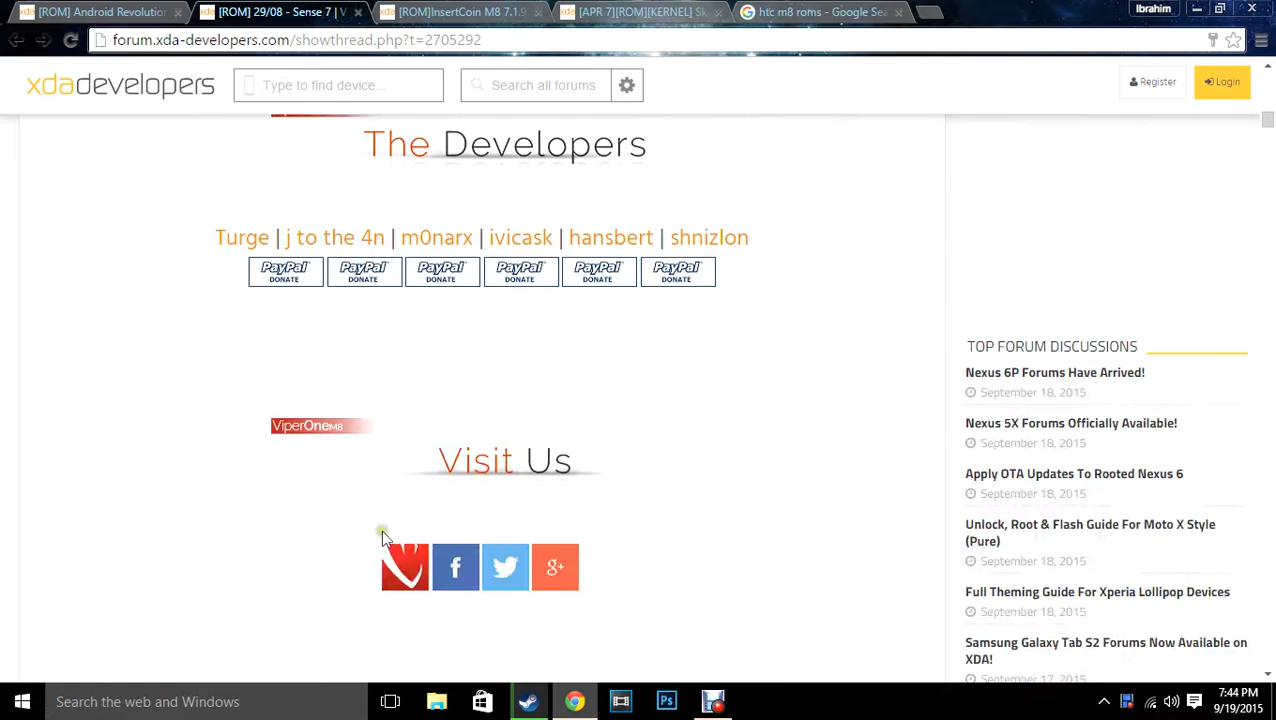 [ROM] Android Revolution
[ROM] 29/08 - Sense 7 | V
[ROM]InsertCoin M8 7.1.9
[APR 7][ROM][KERNEL] Sk
htc m8 roms - Google Sea
Ibrahim
forum.xda-developers.com/showthread.php?t=2705292
xdadevelopers
Type to find device...
Search all forums
Register
Login
The Developers
Turge | j to the 4n | m0narx | ivicask | hansbert | shnizlon
PayPal DONATE PayPal DONATE PayPal DONATE PayPal DONATE PayPal DONATE PayPal DONATE
ViperOneM8
Visit Us
TOP FORUM DISCUSSIONS
Nexus 6P Forums Have Arrived!
September 18, 2015
Nexus 5X Forums Officially Available!
September 18, 2015
Apply OTA Updates To Rooted Nexus 6
September 18, 2015
Unlock, Root & Flash Guide For Moto X Style
(Pure)
September 18, 2015
Full Theming Guide For Xperia Lollipop Devices
September 18, 2015
Samsung Galaxy Tab S2 Forums Now Available on
XDA!
September 17, 2015
Search the web and Windows
7:44 PM
9/19/2015